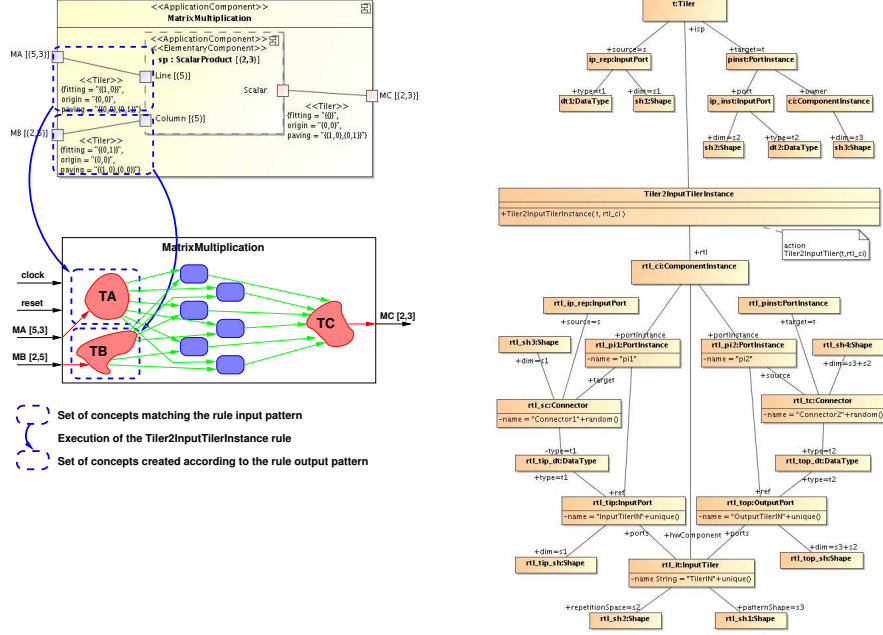 <<ApplicationComponent>>
MatrixMultiplication
<<ApplicationComponent>>
<<ElementaryComponent>>
sp : ScalarProduct [{2,3}]
MA [{5,3}]
<<Tiler>>
{fitting = "{{1,0}}",
origin = "{0,0}",
paving = "{{0,0},{0,1}}"}
Line [{5}]
Scalar
MC [{2,3}]
<<Tiler>>
{fitting = "{{}}",
origin = "{0,0}",
paving = "{{1,0},{0,1}}"}
Column [{5}]
MB [{2,5}]
<<Tiler>>
{fitting = "{{0,1}}",
origin = "{0,0}",
paving = "{{1,0},{0,0}}"}
MatrixMultiplication
clock
reset
MA [5,3]
MB [2,5]
TA
TB
TC
MC [2,3]
Set of concepts matching the rule input pattern
Execution of the Tiler2InputTilerInstance rule
Set of concepts created according to the rule output pattern
t:Tiler
+isp
+source=s
+target=t
ip_rep:InputPort
pinst:PortInstance
+type=t1
+dim=s1
+port
+owner
dt1:DataType
sh1:Shape
ip_inst:InputPort
ci:ComponentInstance
+dim=s2
+type=t2
+dim=s3
sh2:Shape
dt2:DataType
sh3:Shape
Tiler2InputTilerInstance
+Tiler2InputTilerInstance( t, rtl_ci )
action
Tiler2InputTiler(t,rtl_ci)
+rtl
rtl_ci:ComponentInstance
rtl_ip_rep:InputPort
rtl_pinst:PortInstance
+source=s
+target=t
+portInstance
+portInstance
rtl_sh3:Shape
rtl_pi1:PortInstance
-name = "pi1"
rtl_pi2:PortInstance
-name = "pi2"
rtl_sh4:Shape
+dim=s1
+dim=s3+s2
+target
+source
rtl_sc:Connector
-name = "Connector1"+random()
rtl_tc:Connector
-name = "Connector2"+random()
-type=t1
+type=t2
rtl_tip_dt:DataType
rtl_top_dt:DataType
+type=t1
+type=t2
+ref
+ref
rtl_tip:InputPort
-name = "InputTilerIN"+unique()
rtl_top:OutputPort
-name = "OutputTilerIN"+unique()
+ports
+hwComponent
+ports
+dim=s1
+dim=s3+s2
rtl_tip_sh:Shape
rtl_top_sh:Shape
rtl_it:InputTiler
-name String = "TilerIN"+unique()
+repetitionSpace=s2
+patternShape=s3
rtl_sh2:Shape
rtl_sh1:Shape